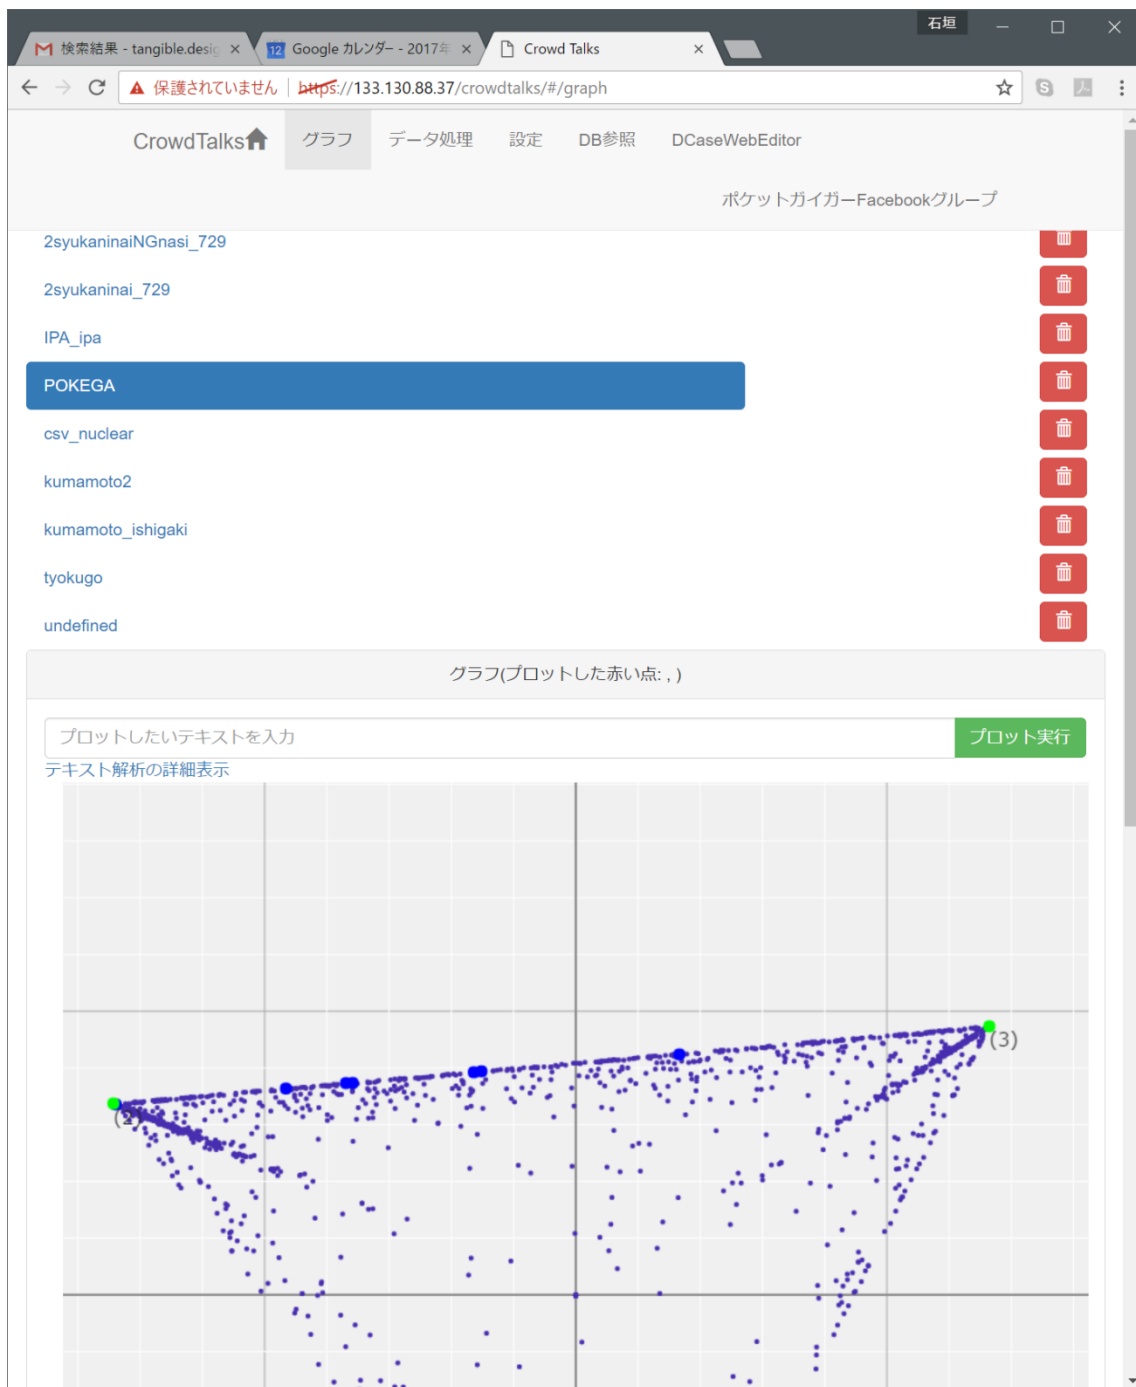 石垣
検索結果 - tangible.desig
Google カレンダー - 2017年
Crowd Talks
保護されていません https://133.130.88.37/crowdtalks/#/graph
CrowdTalks グラフ データ処理 設定 DB参照 DCaseWebEditor
ポケットガイガーFacebookグループ
2syukaninaiNGnasi_729
2syukaninai_729
IPA_ipa
POKEGA
csv_nuclear
kumamoto2
kumamoto_ishigaki
tyokugo
undefined
グラフ(プロットした赤い点: , )
プロットしたいテキストを入力 プロット実行
テキスト解析の詳細表示
(3)
(2)